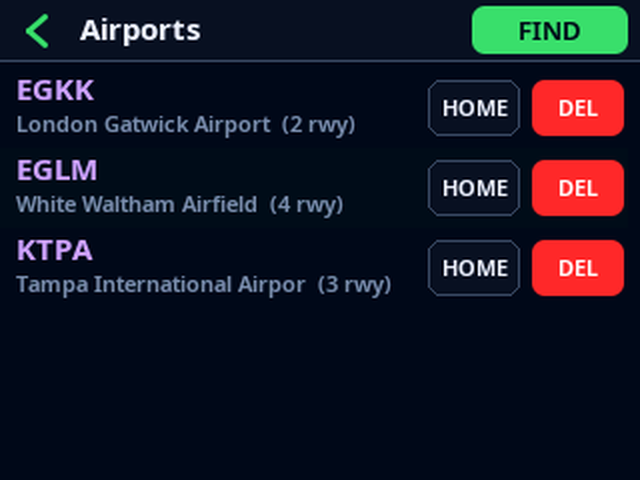 Airports
FIND
EGKK
London Gatwick Airport (2 rwy)
HOME
DEL
EGLM
White Waltham Airfield (4 rwy)
HOME
DEL
KTPA
Tampa International Airpor (3 rwy)
HOME
DEL